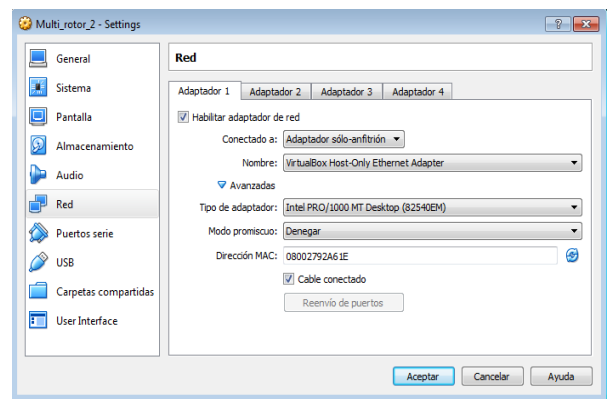 Multi_rotor_2 - Settings
General
Sistema
Pantalla
Almacenamiento
Audio
Red
Puertos serie
USB
Carpetas compartidas
User Interface
Red
Adaptador 1 Adaptador 2 Adaptador 3 Adaptador 4
Habilitar adaptador de red
Conectado a: Adaptador sólo-anfitrión
Nombre: VirtualBox Host-Only Ethernet Adapter
Avanzadas
Tipo de adaptador: Intel PRO/1000 MT Desktop (82540EM)
Modo promiscuo: Denegar
Dirección MAC: 08002792A61E
Cable conectado
Reenvío de puertos
Aceptar Cancelar Ayuda